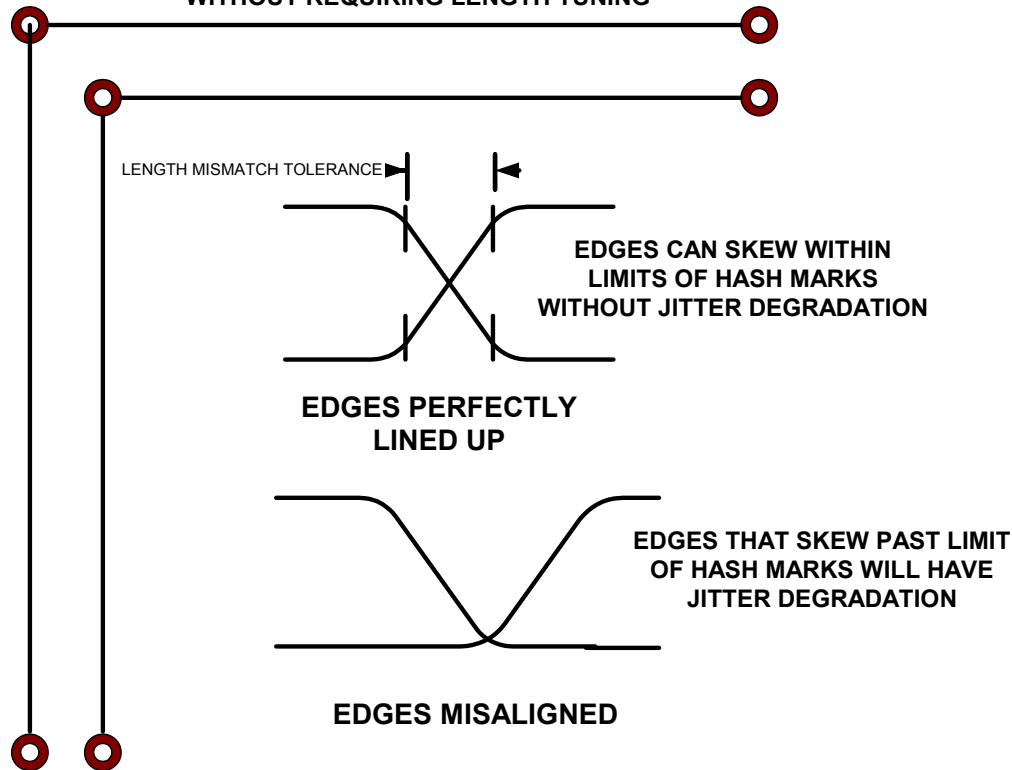 WITHOUT REQUIRING LENGTH TUNING
LENGTH MISMATCH TOLERANCE
EDGES CAN SKEW WITHIN
LIMITS OF HASH MARKS
WITHOUT JITTER DEGRADATION
EDGES PERFECTLY
LINED UP
EDGES THAT SKEW PAST LIMIT
OF HASH MARKS WILL HAVE
JITTER DEGRADATION
EDGES MISALIGNED